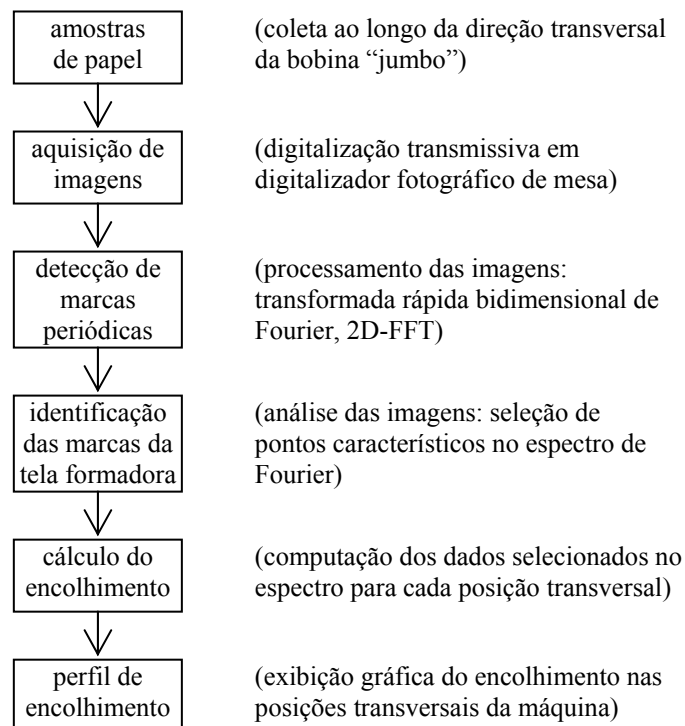 amostras
de papel
(coleta ao longo da direção transversal
da bobina “jumbo”)
aquisição de
imagens
(digitalização transmissiva em
digitalizador fotográfico de mesa)
detecção de
marcas
periódicas
(processamento das imagens:
transformada rápida bidimensional de
Fourier, 2D-FFT)
identificação
das marcas da
tela formadora
(análise das imagens: seleção de
pontos característicos no espectro de
Fourier)
cálculo do
encolhimento
(computação dos dados selecionados no
espectro para cada posição transversal)
perfil de
encolhimento
(exibição gráfica do encolhimento nas
posições transversais da máquina)